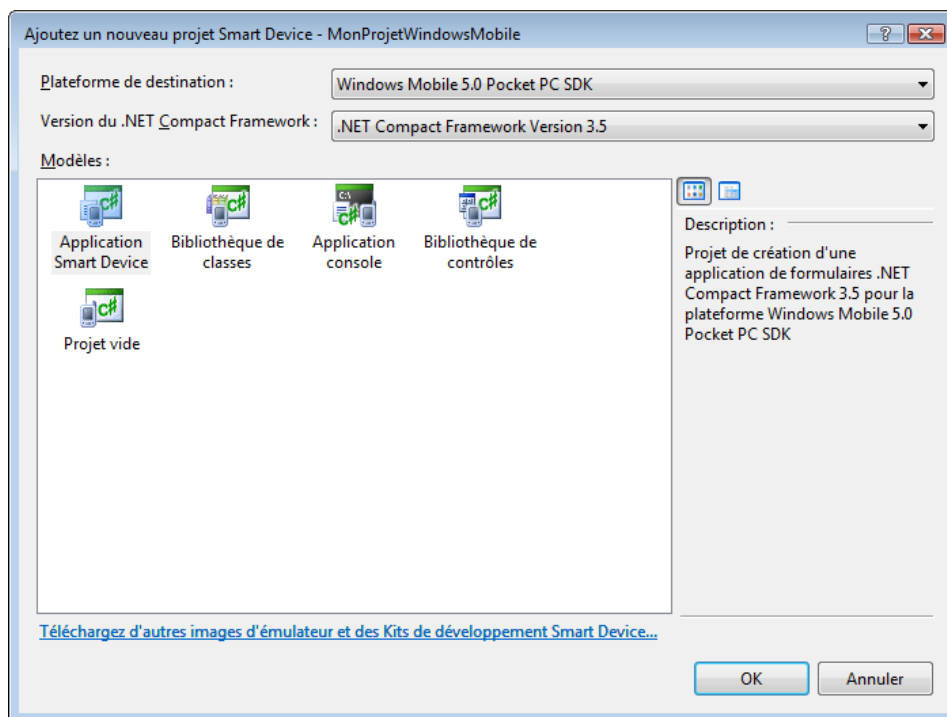 Ajoutez un nouveau projet Smart Device - MonProjetWindowsMobile
Plateforme de destination :
Windows Mobile 5.0 Pocket PC SDK
Version du .NET Compact Framework :
.NET Compact Framework Version 3.5
Modèles :
Application
Smart Device
Bibliothèque de
classes
Application
console
Bibliothèque de
contrôles
Projet vide
Description :
Projet de création d'une
application de formulaires .NET
Compact Framework 3.5 pour la
plateforme Windows Mobile 5.0
Pocket PC SDK
Téléchargez d'autres images d'émulateur et des Kits de développement Smart Device...
OK
Annuler